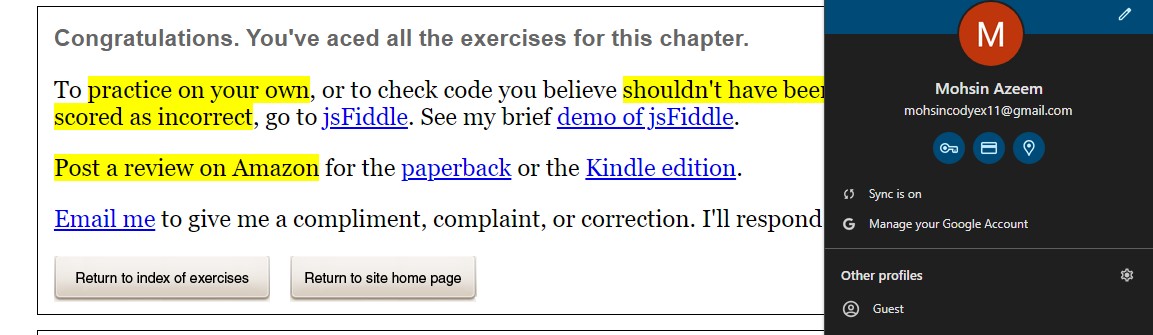 Congratulations. You've aced all the exercises for this chapter.
To practice on your own, or to check code you believe shouldn't have been
scored as incorrect, go to jsFiddle. See my brief demo of jsFiddle.
Post a review on Amazon for the paperback or the Kindle edition.
Email me to give me a compliment, complaint, or correction. I'll respond
Return to index of exercises
Return to site home page
M
Mohsin Azeem
mohsincodyex11@gmail.com
Sync is on
G Manage your Google Account
Other profiles
Guest